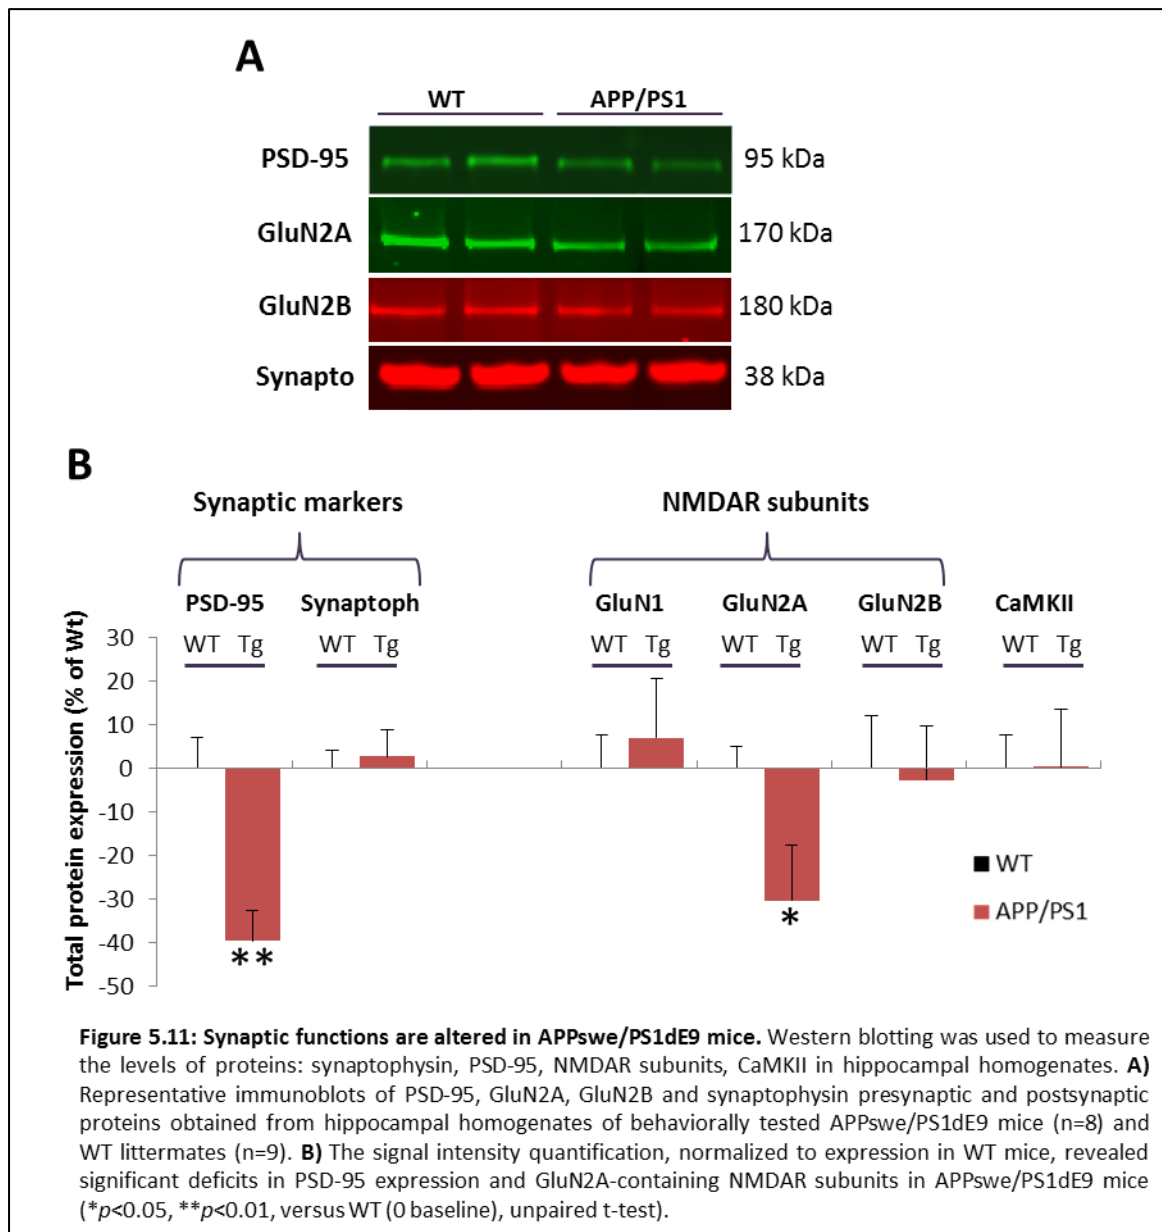 A
WT APP/PS1
PSD-95 95 kDa
GluN2A 170 kDa
GluN2B 180 kDa
Synapto 38 kDa
B
Synaptic markers NMDAR subunits
PSD-95 Synaptoph GluN1 GluN2A GluN2B CaMKII
WT Tg WT Tg WT Tg WT Tg WT Tg WT Tg
Total protein expression (% of Wt)
30
20
10
0
-10
-20
-30
-40
-50
** *
WT
APP/PS1
Figure 5.11: Synaptic functions are altered in APPswe/PS1dE9 mice. Western blotting was used to measure
the levels of proteins: synaptophysin, PSD-95, NMDAR subunits, CaMKII in hippocampal homogenates. A)
Representative immunoblots of PSD-95, GluN2A, GluN2B and synaptophysin presynaptic and postsynaptic
proteins obtained from hippocampal homogenates of behaviorally tested APPswe/PS1dE9 mice (n=8) and
WT littermates (n=9). B) The signal intensity quantification, normalized to expression in WT mice, revealed
significant deficits in PSD-95 expression and GluN2A-containing NMDAR subunits in APPswe/PS1dE9 mice
(*p<0.05, **p<0.01, versus WT (0 baseline), unpaired t-test).